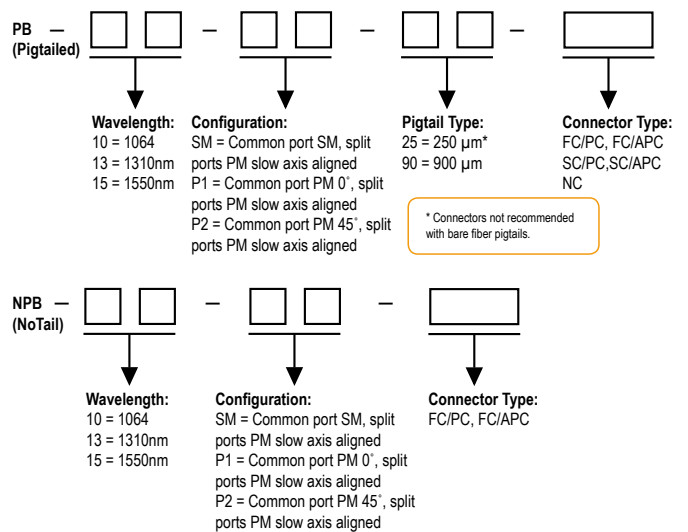 PB – – – –
(Pigtailed)
Wavelength:
10 = 1064
13 = 1310nm
15 = 1550nm
Configuration:
SM = Common port SM, split
ports PM slow axis aligned
P1 = Common port PM 0˚, split
ports PM slow axis aligned
P2 = Common port PM 45˚, split
ports PM slow axis aligned
Pigtail Type:
25 = 250 µm*
90 = 900 µm
Connector Type:
FC/PC, FC/APC
SC/PC,SC/APC
NC
* Connectors not recommended
with bare fiber pigtails.
NPB – – –
(NoTail)
Wavelength:
10 = 1064
13 = 1310nm
15 = 1550nm
Configuration:
SM = Common port SM, split
ports PM slow axis aligned
P1 = Common port PM 0˚, split
ports PM slow axis aligned
P2 = Common port PM 45˚, split
ports PM slow axis aligned
Connector Type:
FC/PC, FC/APC